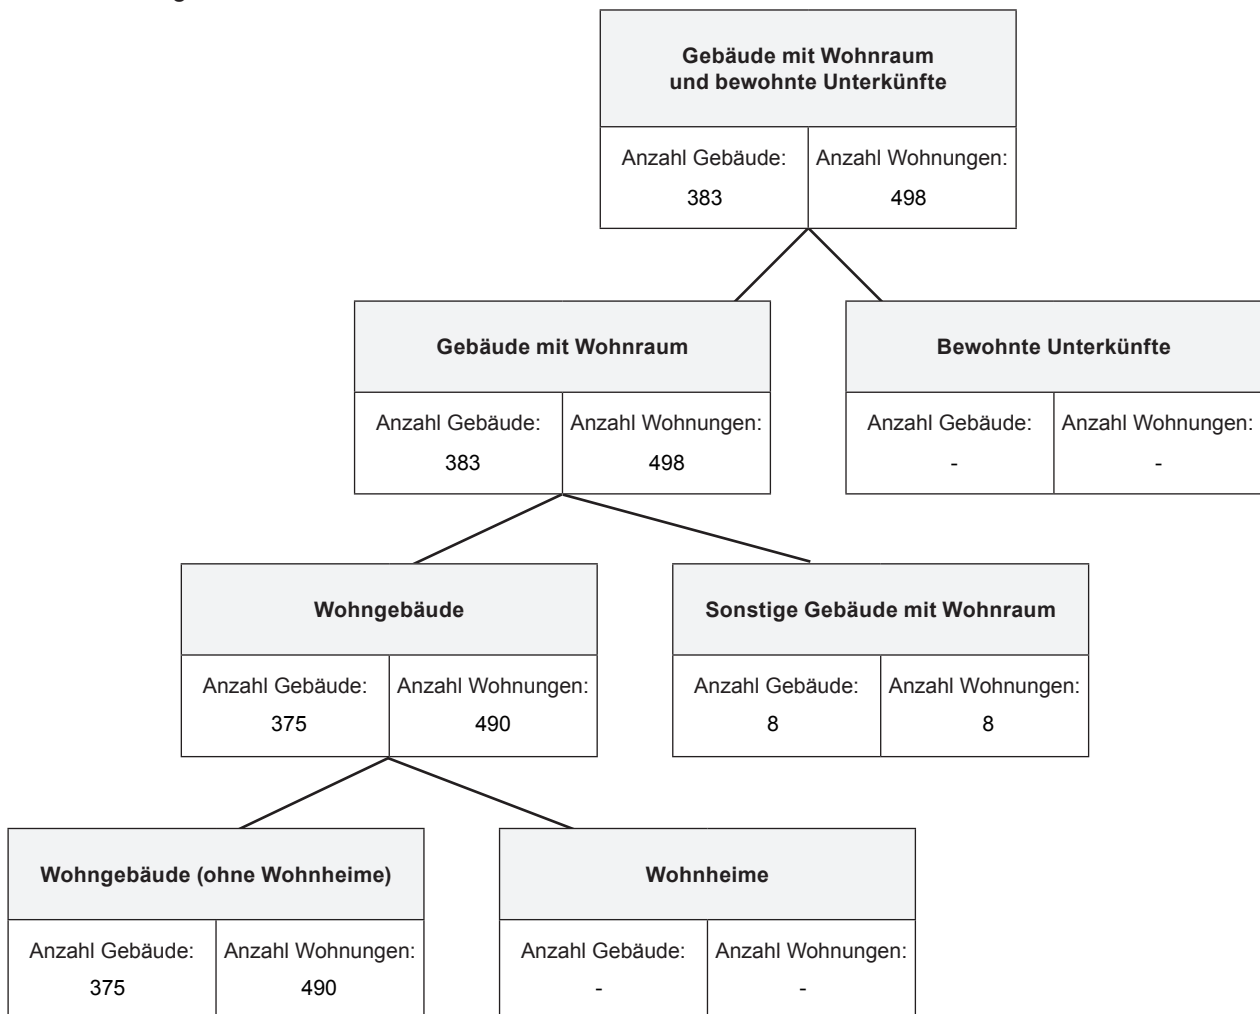 Gebäude mit Wohnraum
und bewohnte Unterkünfte
Anzahl Gebäude: Anzahl Wohnungen:
383 498
Gebäude mit Wohnraum
Anzahl Gebäude: Anzahl Wohnungen:
383 498
Bewohnte Unterkünfte
Anzahl Gebäude: Anzahl Wohnungen:
- -
Wohngebäude
Anzahl Gebäude: Anzahl Wohnungen:
375 490
Sonstige Gebäude mit Wohnraum
Anzahl Gebäude: Anzahl Wohnungen:
8 8
Wohngebäude (ohne Wohnheime)
Anzahl Gebäude: Anzahl Wohnungen:
375 490
Wohnheime
Anzahl Gebäude: Anzahl Wohnungen:
- -